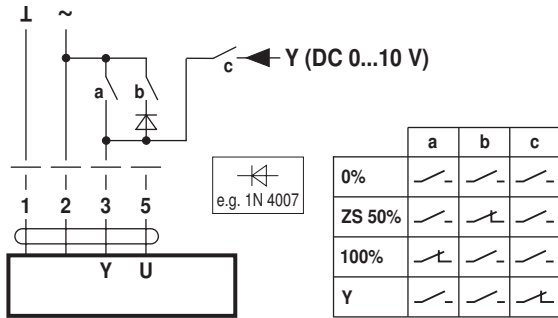 ⊥ ~
a b c Y (DC 0...10 V)
1 2 3 5
Y U
e.g. 1N 4007
a b c
0%
ZS 50%
100%
Y